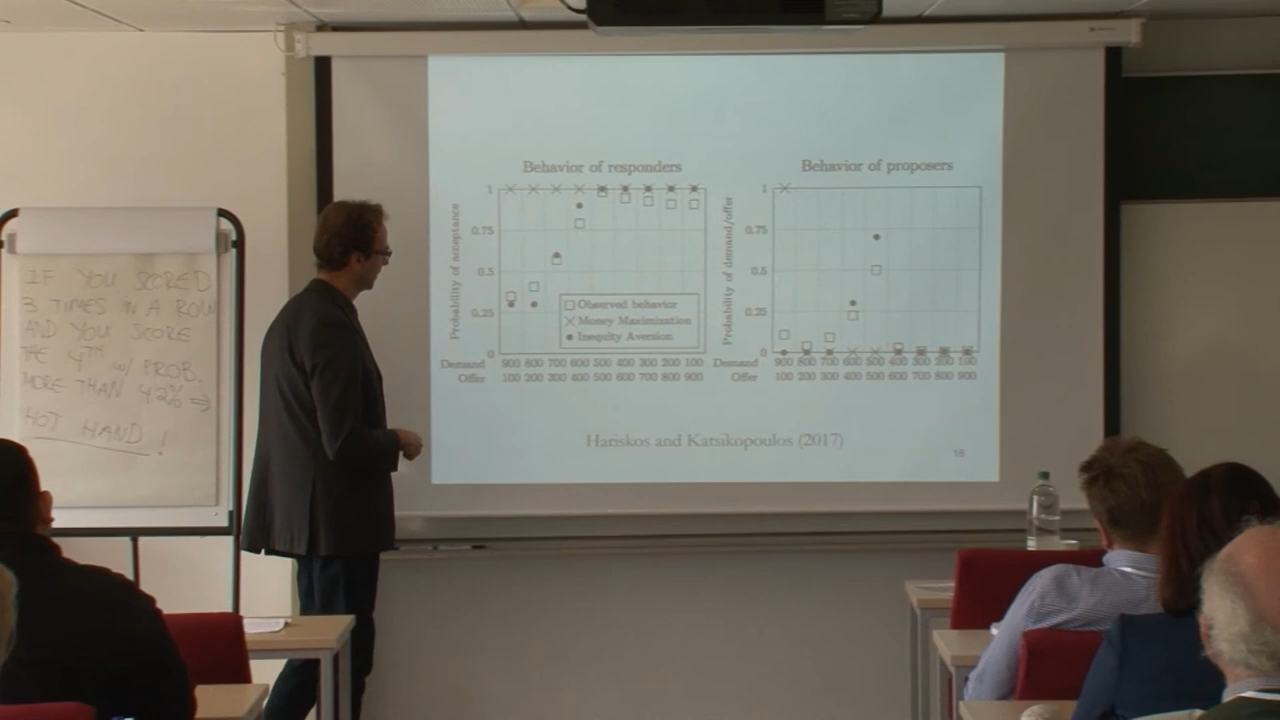 IF YOU SCORED
3 TIMES IN A ROW
AND YOU SCORE
THE 4TH W/ PROB.
MORE THAN 42% ⇒
HOT HAND!
Behavior of responders
Probability of acceptance
1
0.75
0.5
0.25
0
Observed behavior
Money Maximization
Inequity Aversion
Demand 900 800 700 600 500 400 300 200 100
Offer 100 200 300 400 500 600 700 800 900
Behavior of proposers
Probability of demand/offer
1
0.75
0.5
0.25
0
Demand 900 800 700 600 500 400 300 200 100
Offer 100 200 300 400 500 600 700 800 900
Hariskos and Katsikopoulos (2017)
16